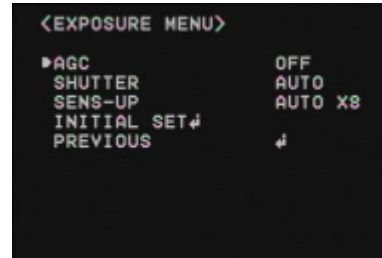 <EXPOSURE MENU>
▶AGC OFF
SHUTTER AUTO
SENS-UP AUTO X8
INITIAL SET↲
PREVIOUS ↲